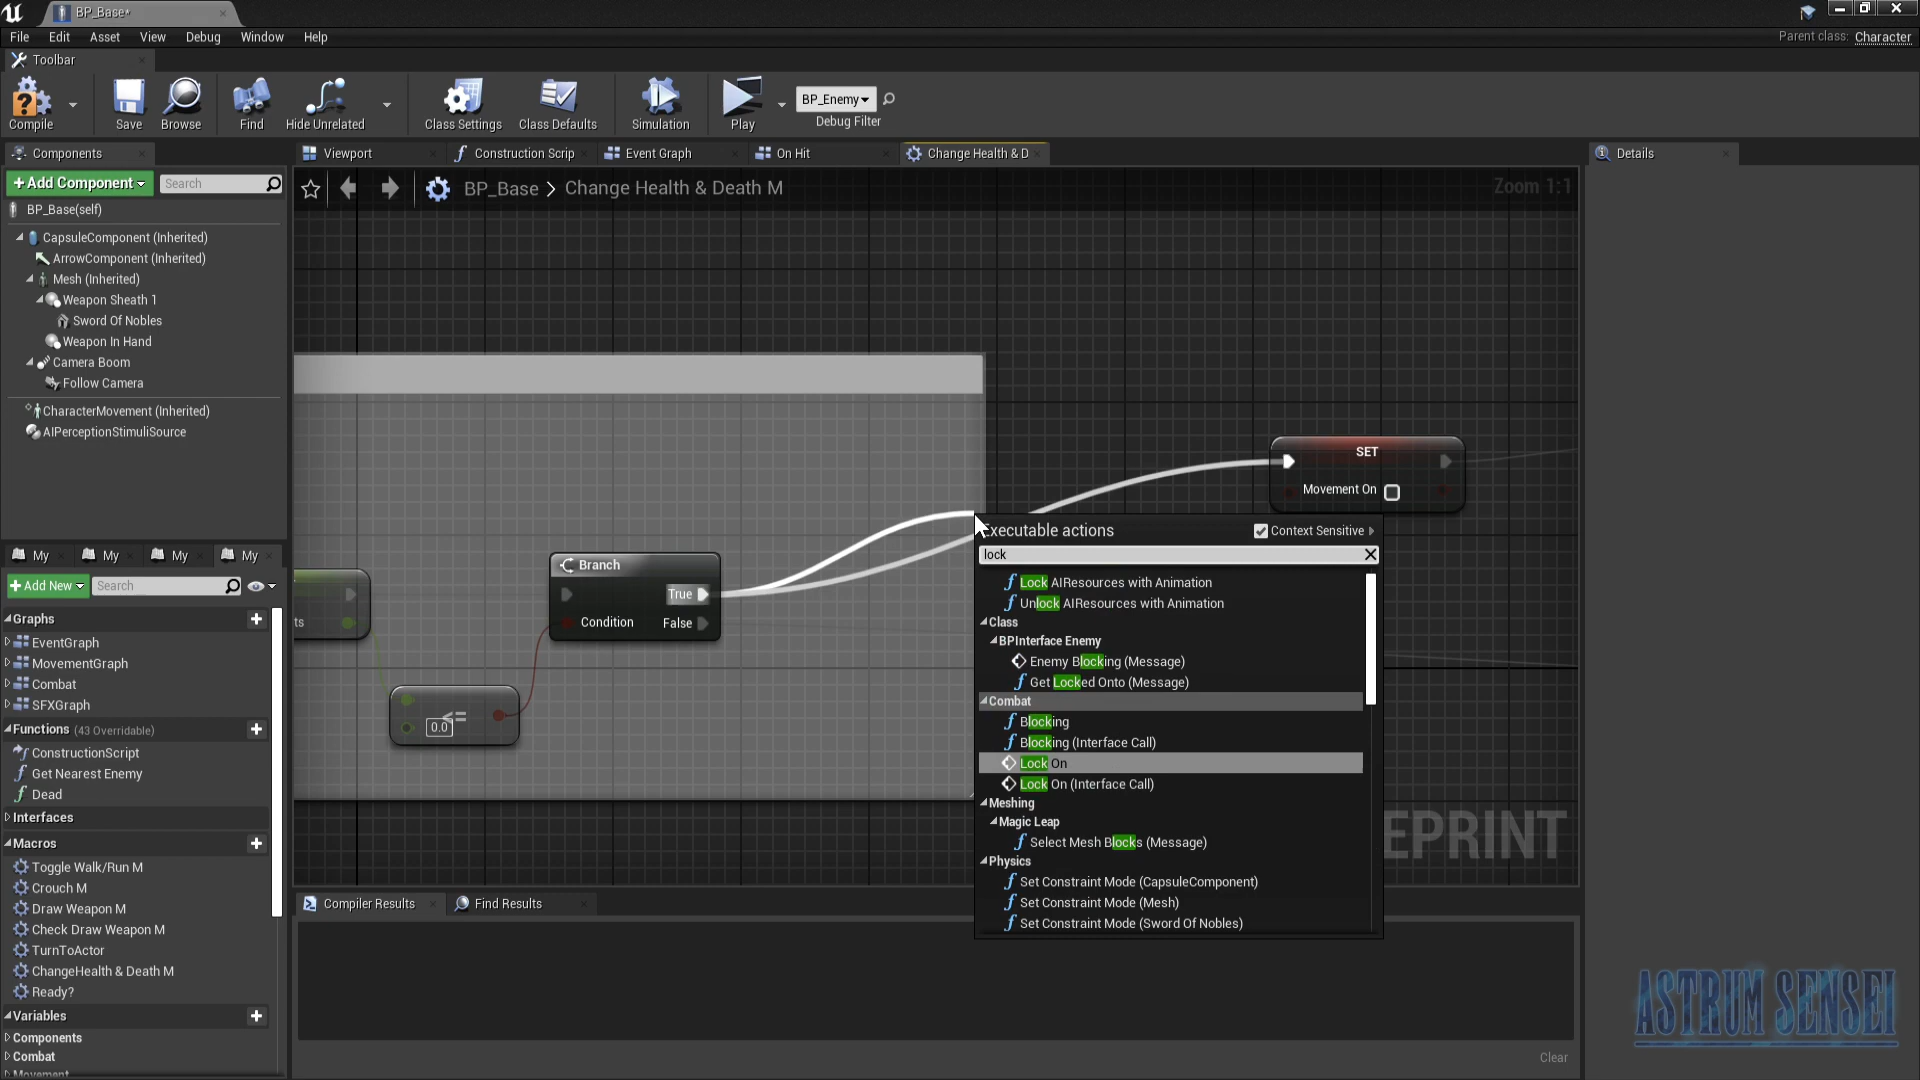 BP_Base*
File Edit Asset View Debug Window Help
Parent class: Character
Toolbar
Compile Save Browse Find Hide Unrelated Class Settings Class Defaults Simulation Play BP_Enemy Debug Filter
Components
Viewport Construction Scrip Event Graph On Hit Change Health & D
Details
+Add Component Search
BP_Base > Change Health & Death M
Zoom 1:1
BP_Base(self)
CapsuleComponent (Inherited)
ArrowComponent (Inherited)
Mesh (Inherited)
Weapon Sheath 1
Sword Of Nobles
Weapon In Hand
Camera Boom
Follow Camera
CharacterMovement (Inherited)
AIPerceptionStimuliSource
SET
Movement On
Branch
True
Condition False
ts
<=
0.0
Executable actions Context Sensitive
lock
Lock AIResources with Animation
Unlock AIResources with Animation
Class
BPInterface Enemy
Enemy Blocking (Message)
Get Locked Onto (Message)
Combat
Blocking
Blocking (Interface Call)
Lock On
Lock On (Interface Call)
Meshing
Magic Leap
Select Mesh Blocks (Message)
Physics
Set Constraint Mode (CapsuleComponent)
Set Constraint Mode (Mesh)
Set Constraint Mode (Sword Of Nobles)
EPRINT
My My My My
+Add New Search
Graphs
EventGraph
MovementGraph
Combat
SFXGraph
Functions (43 Overridable)
ConstructionScript
Get Nearest Enemy
Dead
Interfaces
Macros
Toggle Walk/Run M
Crouch M
Draw Weapon M
Check Draw Weapon M
TurnToActor
ChangeHealth & Death M
Ready?
Variables
Components
Combat
Movement
Compiler Results Find Results
Clear
ASTRUM SENSEI